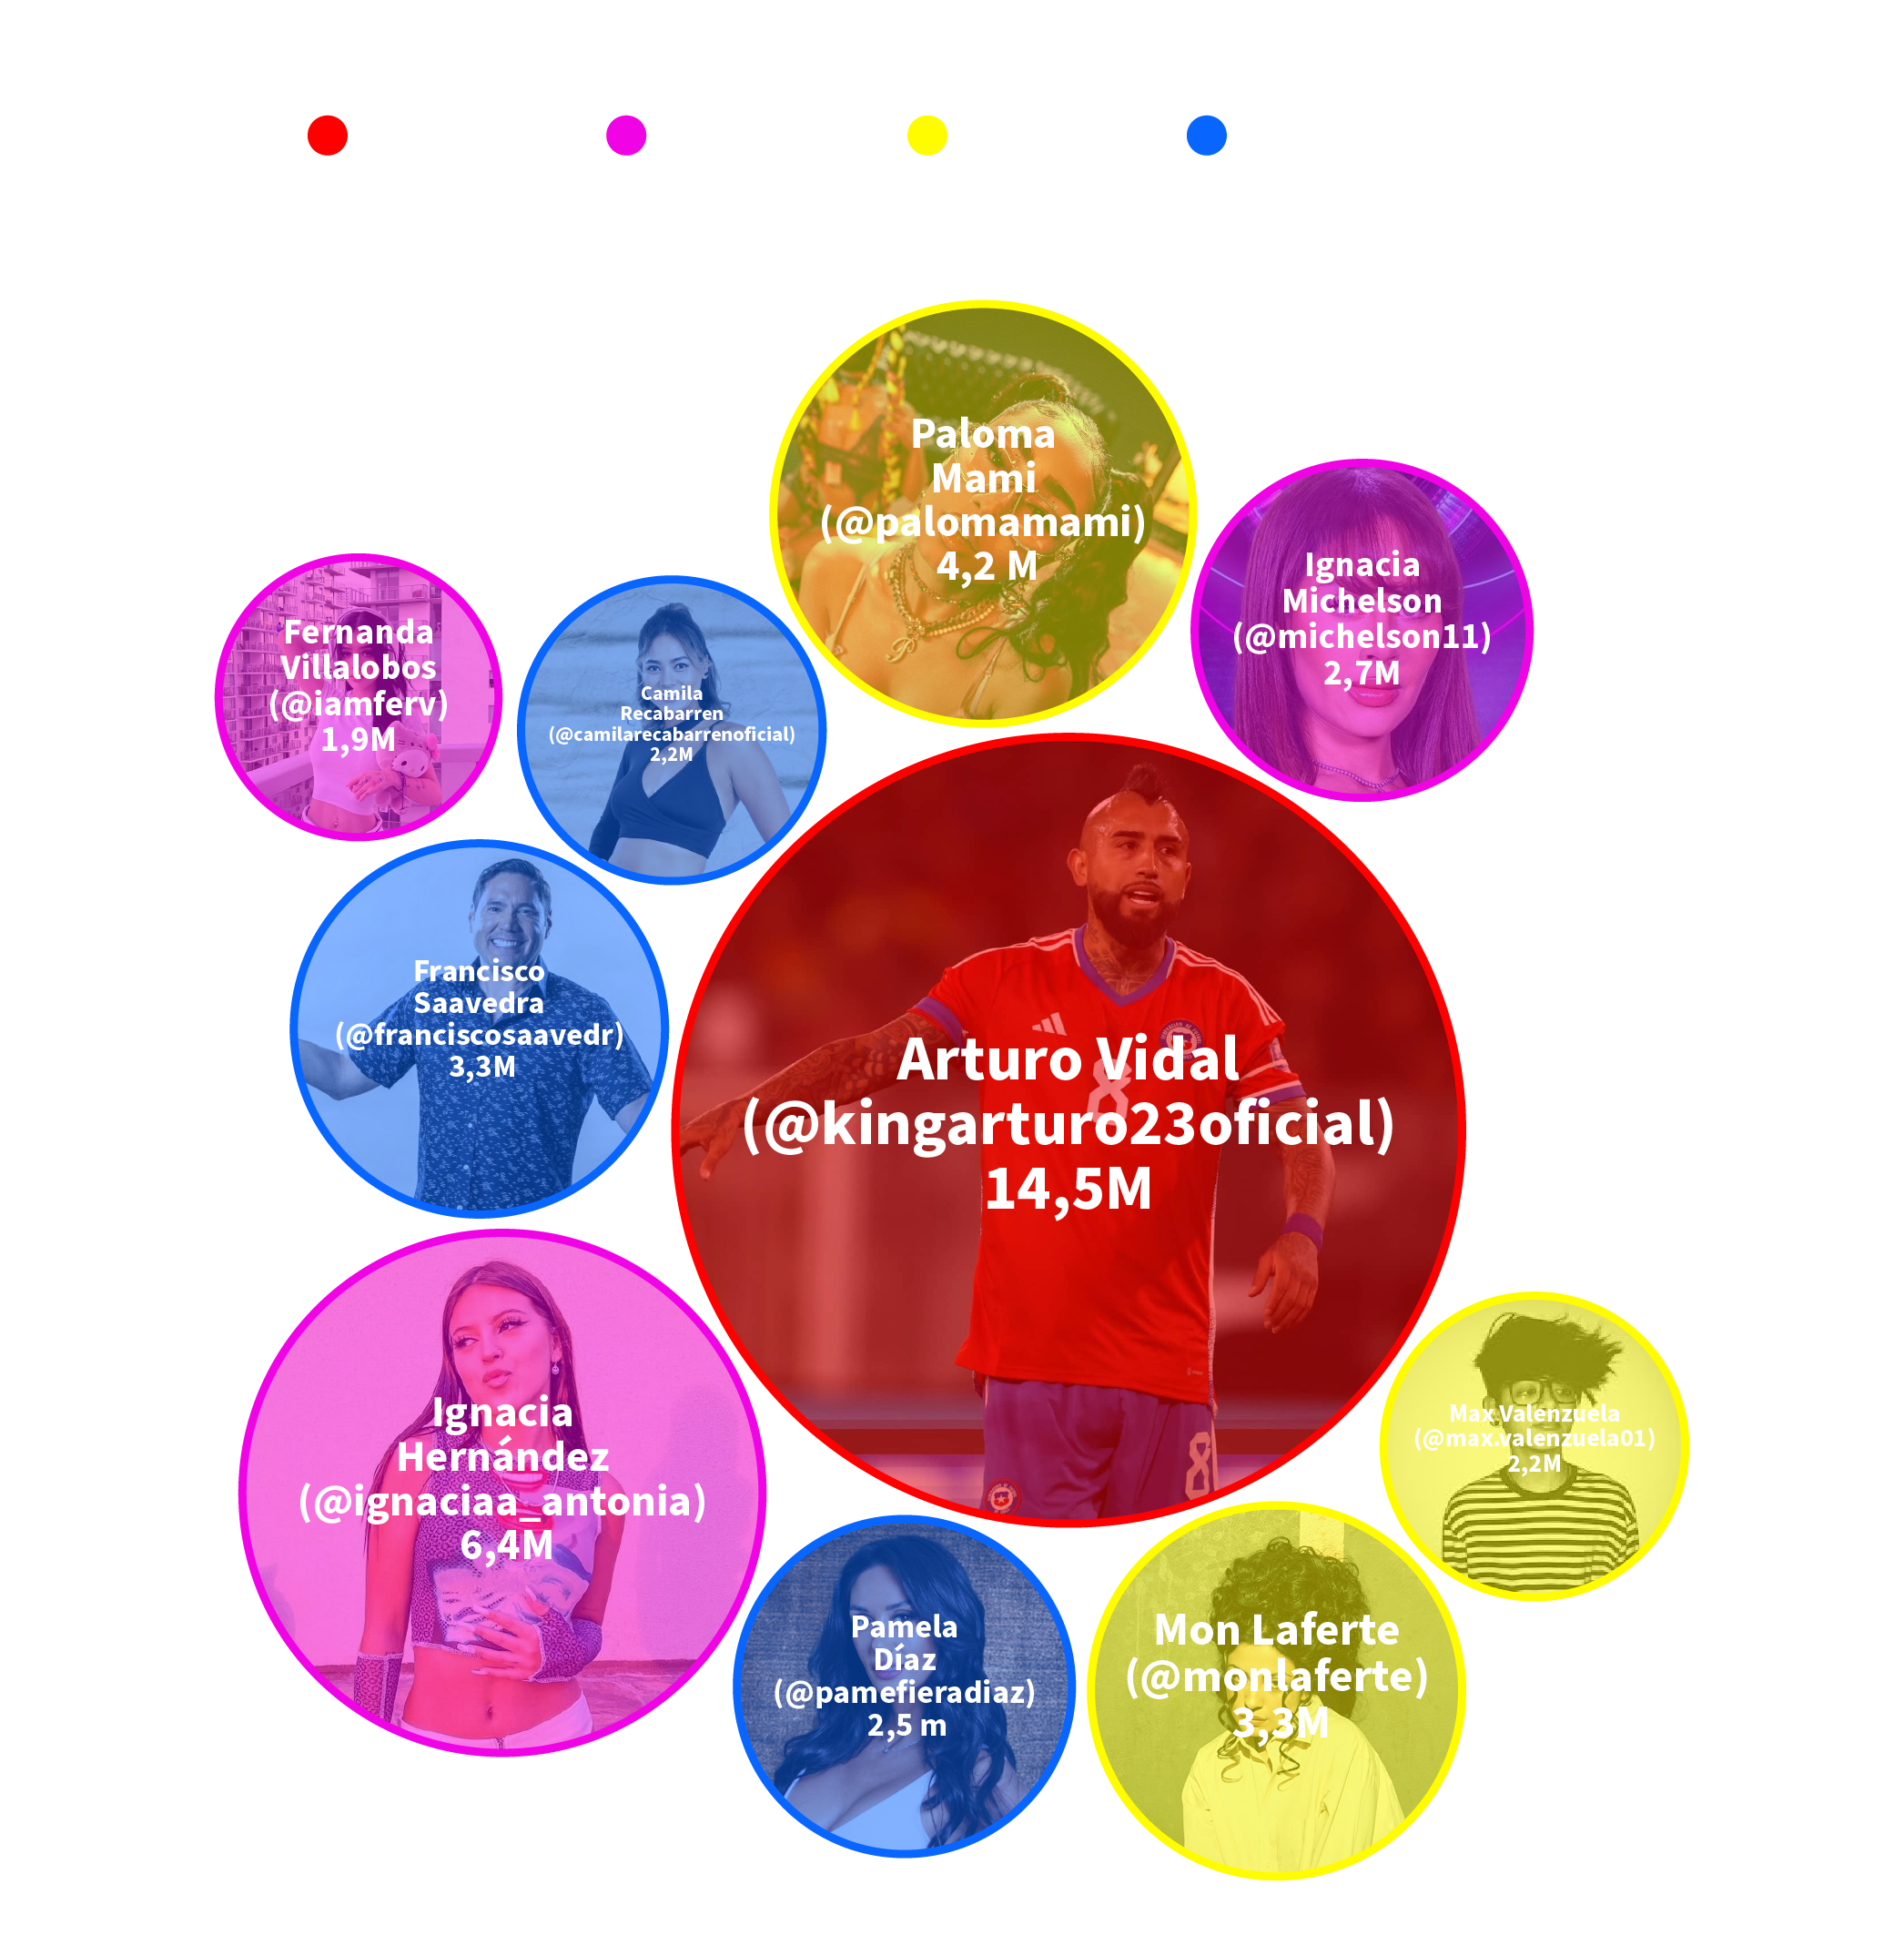 Paloma
Mami
(@palomamami)
4,2 M
Ignacia
Michelson
(@michelson11)
2,7M
Fernanda
Villalobos
(@iamferv)
1,9M
Camila
Recabarren
(@camilarecabarrenoficial)
2,2M
Francisco
Saavedra
(@franciscosaavedr)
3,3M
Arturo Vidal
(@kingarturo23oficial)
14,5M
8
8
Ignacia
Hernández
(@ignaciaa_antonia)
6,4M
Max Valenzuela
(@max.valenzuela01)
2,2M
Pamela
Díaz
(@pamefieradiaz)
2,5 m
Mon Laferte
(@monlaferte)
3,3M